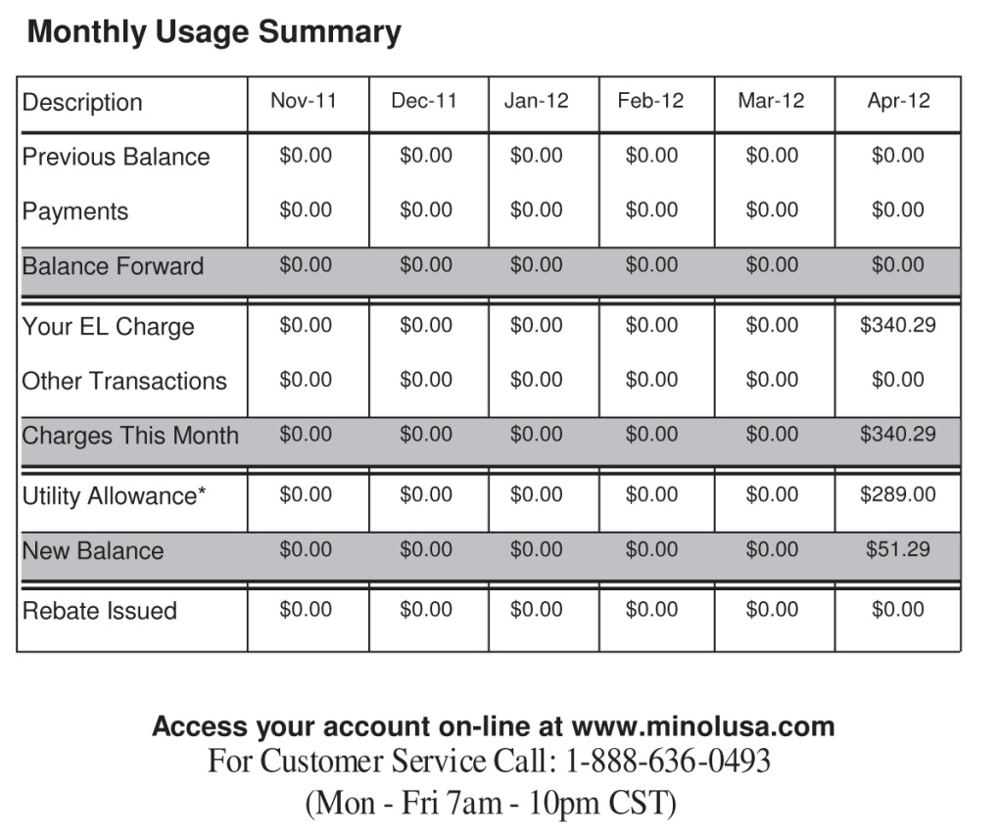 Monthly Usage Summary
Description Nov-11 Dec-11 Jan-12 Feb-12 Mar-12 Apr-12
Previous Balance $0.00 $0.00 $0.00 $0.00 $0.00 $0.00
Payments $0.00 $0.00 $0.00 $0.00 $0.00 $0.00
Balance Forward $0.00 $0.00 $0.00 $0.00 $0.00 $0.00
Your EL Charge $0.00 $0.00 $0.00 $0.00 $0.00 $340.29
Other Transactions $0.00 $0.00 $0.00 $0.00 $0.00 $0.00
Charges This Month $0.00 $0.00 $0.00 $0.00 $0.00 $340.29
Utility Allowance* $0.00 $0.00 $0.00 $0.00 $0.00 $289.00
New Balance $0.00 $0.00 $0.00 $0.00 $0.00 $51.29
Rebate Issued $0.00 $0.00 $0.00 $0.00 $0.00 $0.00
Access your account on-line at www.minolusa.com
For Customer Service Call: 1-888-636-0493
(Mon - Fri 7am - 10pm CST)